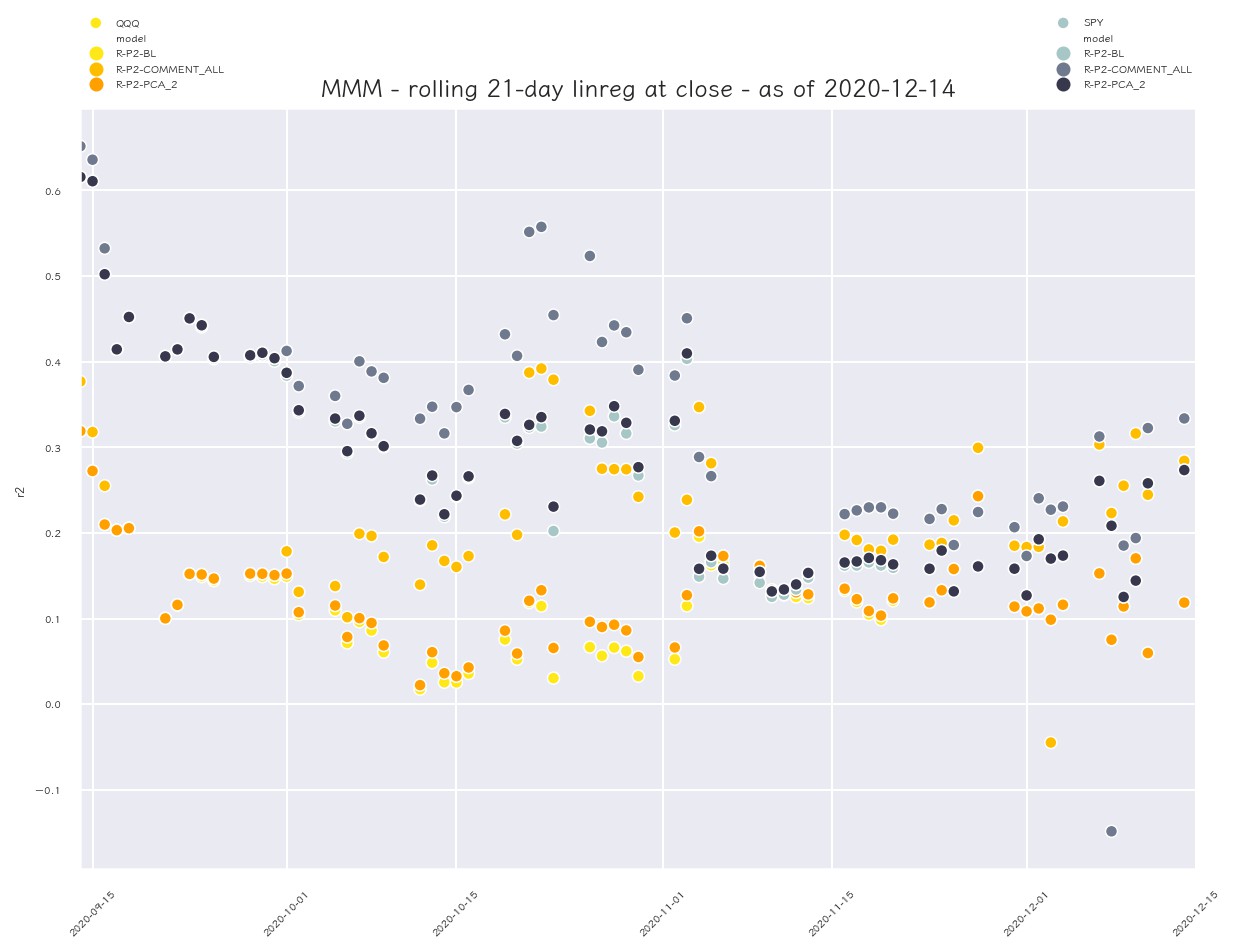 QQQ
model
R-P2-BL
R-P2-COMMENT_ALL
R-P2-PCA_2
SPY
model
R-P2-BL
R-P2-COMMENT_ALL
R-P2-PCA_2
MMM - rolling 21-day linreg at close - as of 2020-12-14
0.6
0.5
0.4
0.3
0.2
0.1
0.0
−0.1
r2
2020-09-15
2020-10-01
2020-10-15
2020-11-01
2020-11-15
2020-12-01
2020-12-15